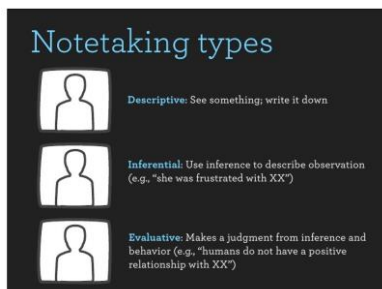 Notetaking types
Descriptive: See something; write it down
Inferential: Use inference to describe observation
(e.g., “she was frustrated with XX”)
Evaluative: Makes a judgment from inference and
behavior (e.g., “humans do not have a positive
relationship with XX”)